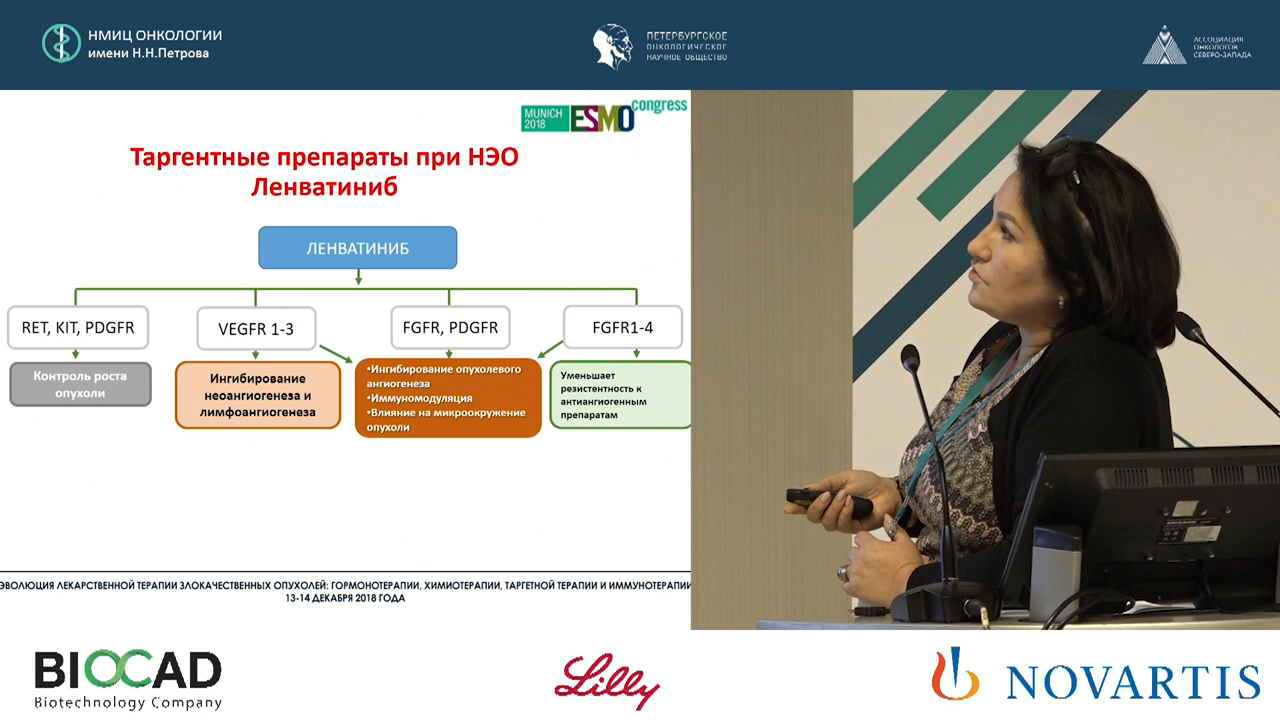 НМИЦ ОНКОЛОГИИ
имени Н.Н.Петрова
ПЕТЕРБУРГСКОЕ
ОНКОЛОГИЧЕСКОЕ
НАУЧНОЕ ОБЩЕСТВО
АССОЦИАЦИЯ
ОНКОЛОГОВ
СЕВЕРО-ЗАПАДА
MUNICH
2018
ESMO
congress
Таргентные препараты при НЭО
Ленватиниб
ЛЕНВАТИНИБ
RET, KIT, PDGFR
VEGFR 1-3
FGFR, PDGFR
FGFR1-4
Контроль роста
опухоли
Ингибирование
неоангиогенеза и
лимфоангиогенеза
•Ингибирование опухолевого
ангиогенеза
•Иммуномодуляция
•Влияние на микроокружение
опухоли
Уменьшает
резистентность к
антиангиогенным
препаратам
ЭВОЛЮЦИЯ ЛЕКАРСТВЕННОЙ ТЕРАПИИ ЗЛОКАЧЕСТВЕННЫХ ОПУХОЛЕЙ: ГОРМОНОТЕРАПИИ, ХИМИОТЕРАПИИ, ТАРГЕТНОЙ ТЕРАПИИ И ИММУНОТЕРАПИИ
13-14 ДЕКАБРЯ 2018 ГОДА
BIOCAD
Biotechnology Company
Lilly
NOVARTIS